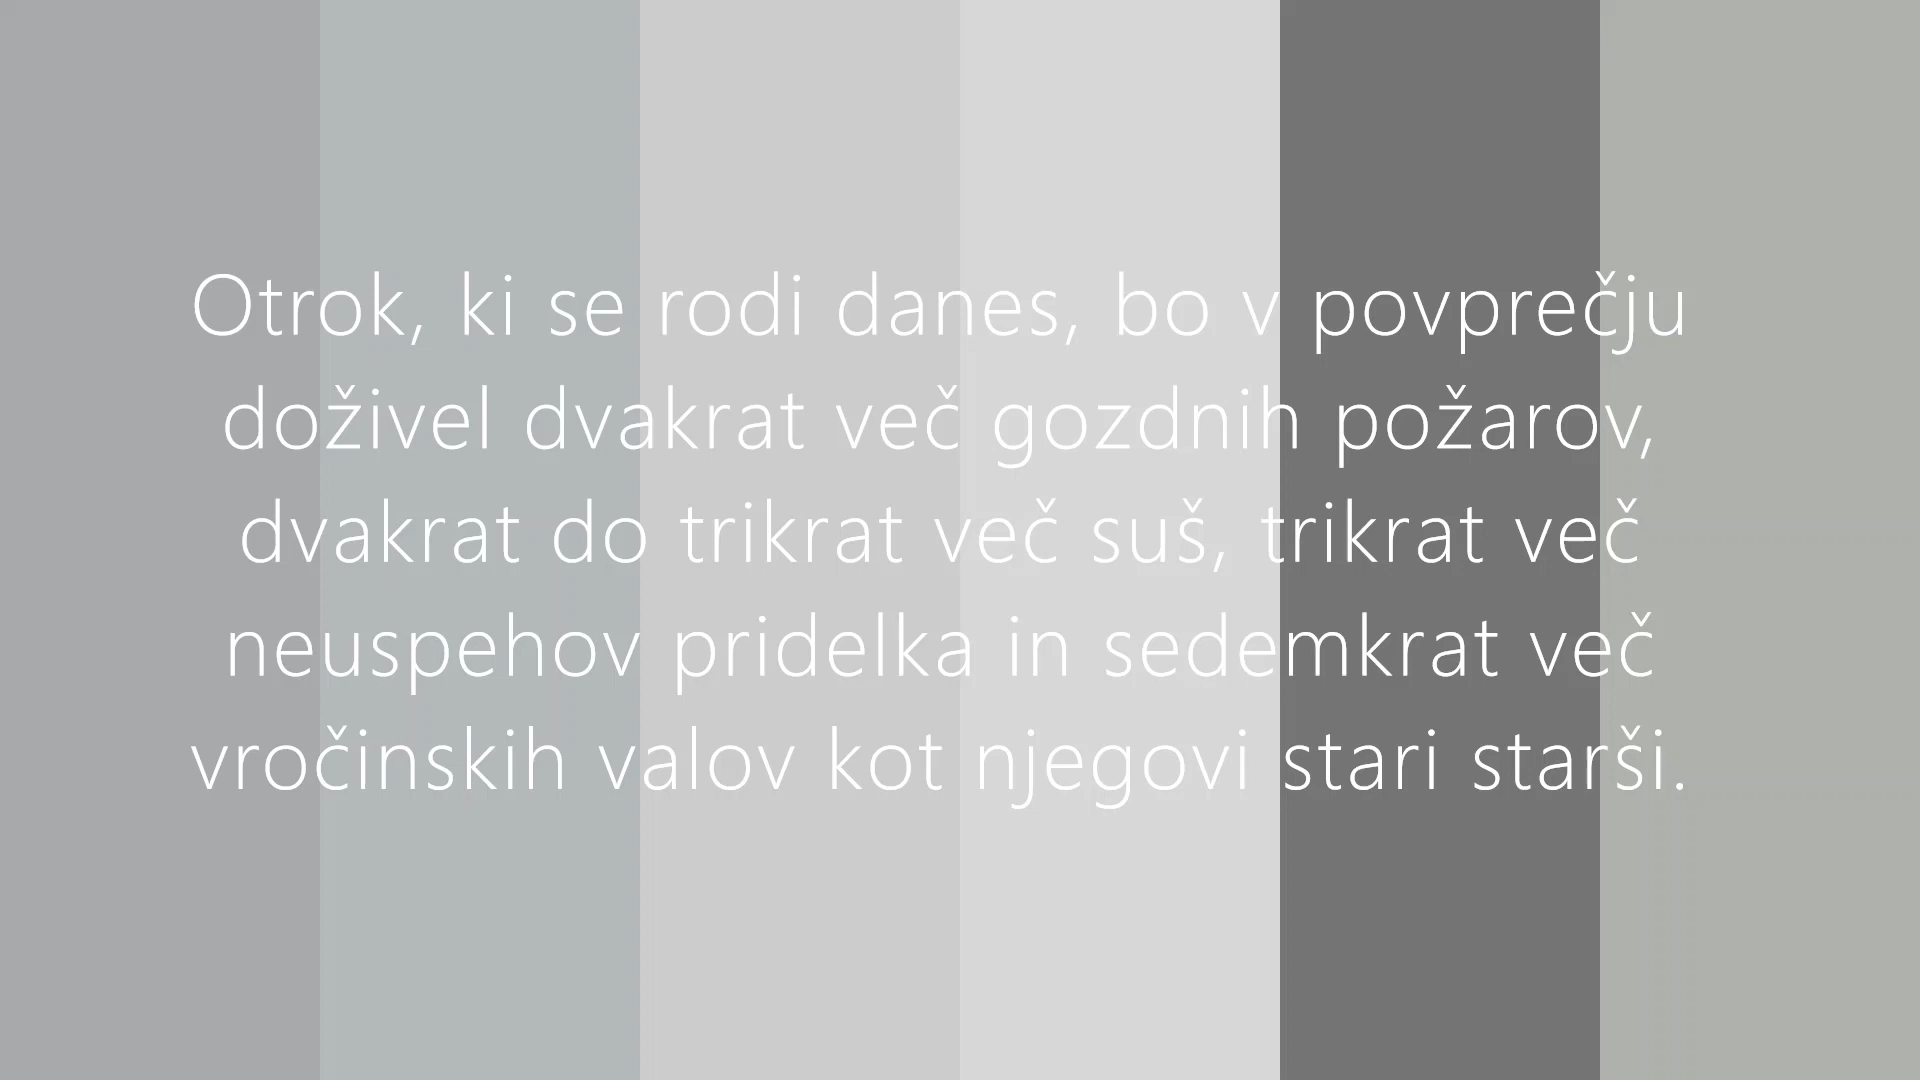 Otrok, ki se rodi danes, bo v povprečju
doživel dvakrat več gozdnih požarov,
dvakrat do trikrat več suš, trikrat več
neuspehov pridelka in sedemkrat več
vročinskih valov kot njegovi stari starši.